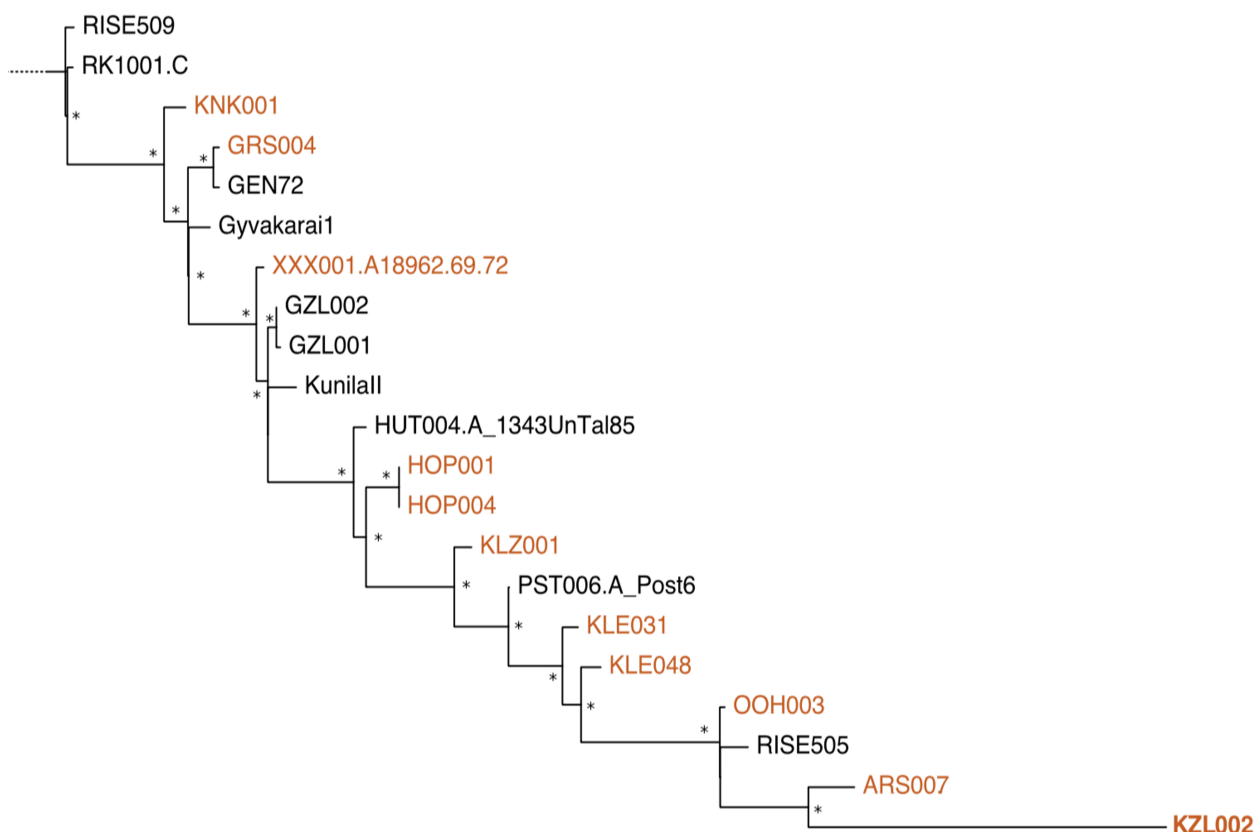 RISE509
RK1001.C
*
KNK001
*
GRS004
*
GEN72
*
Gyvakarai1
*
XXX001.A18962.69.72
GZL002
*
*
GZL001
KunilaII
*
HUT004.A_1343UnTal85
HOP001
*
*
HOP004
*
KLZ001
*
PST006.A_Post6
*
KLE031
KLE048
*
*
OOH003
*
RISE505
ARS007
*
KZL002